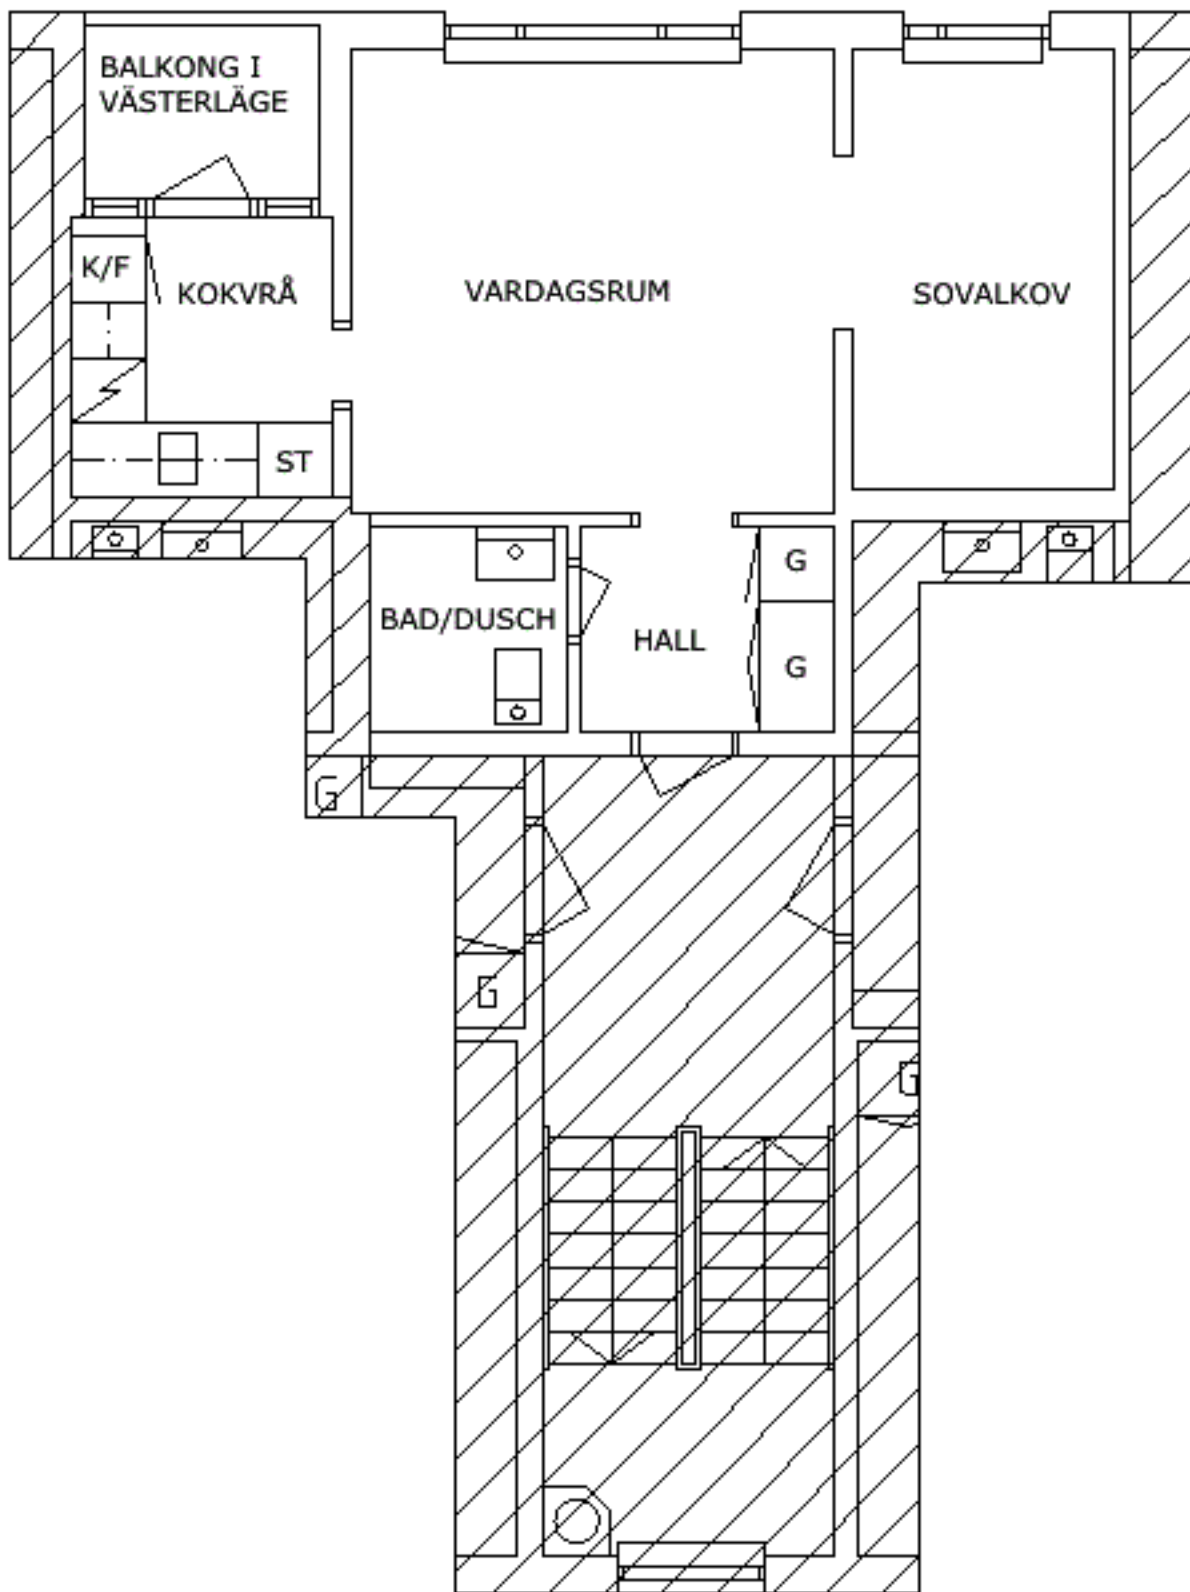 BALKONG I
VÄSTERLÄGE
K/F
KOKVRÅ
VARDAGSRUM
SOVALKOV
ST
BAD/DUSCH
HALL
G
G
G
G
G